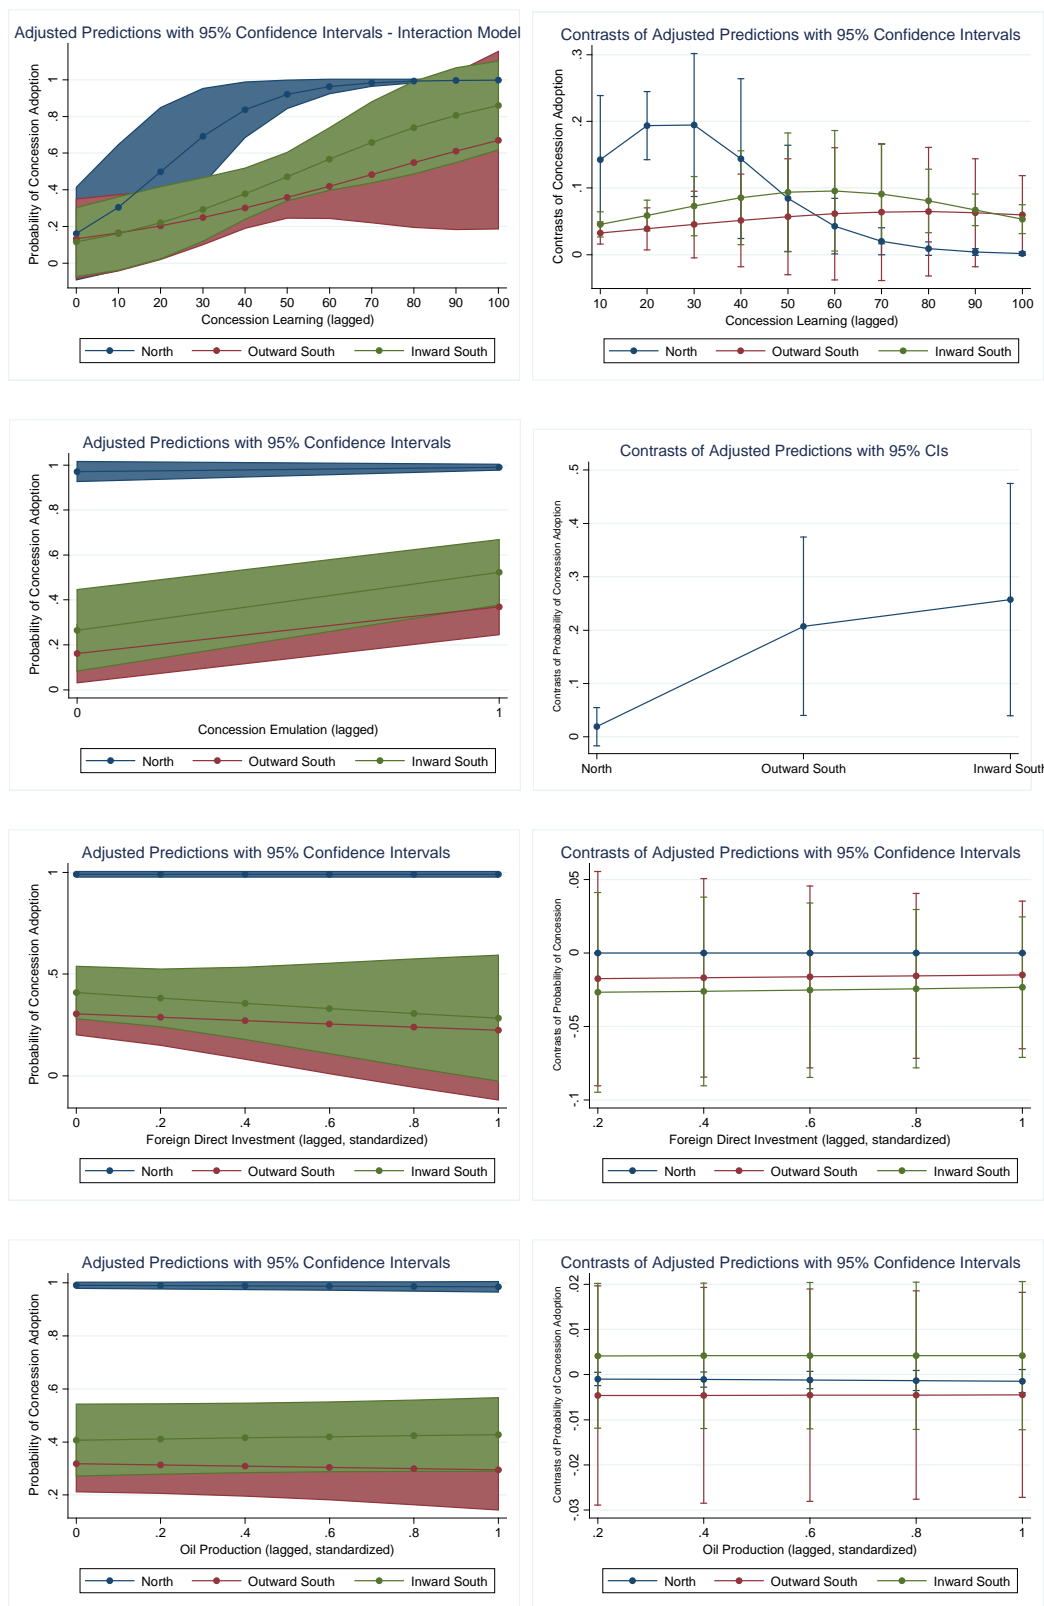 Adjusted Predictions with 95% Confidence Intervals - Interaction Model
Probability of Concession Adoption
1
.8
.6
.4
.2
0
0 10 20 30 40 50 60 70 80 90 100
Concession Learning (lagged)
North Outward South Inward South
Contrasts of Adjusted Predictions with 95% Confidence Intervals
Contrasts of Concession Adoption
.3
.2
.1
0
10 20 30 40 50 60 70 80 90 100
Concession Learning (lagged)
North Outward South Inward South
Adjusted Predictions with 95% Confidence Intervals
Probability of Concession Adoption
1
.8
.6
.4
.2
0
0 1
Concession Emulation (lagged)
North Outward South Inward South
Contrasts of Adjusted Predictions with 95% CIs
Contrasts of Probability of Concession Adoption
.5
.4
.3
.2
.1
0
North Outward South Inward South
Adjusted Predictions with 95% Confidence Intervals
Probability of Concession Adoption
1
.5
0
0 .2 .4 .6 .8 1
Foreign Direct Investment (lagged, standardized)
North Outward South Inward South
Contrasts of Adjusted Predictions with 95% Confidence Intervals
Contrasts of Probability of Concession
.05
0
-.05
-.1
.2 .4 .6 .8 1
Foreign Direct Investment (lagged, standardized)
North Outward South Inward South
Adjusted Predictions with 95% Confidence Intervals
Probability of Concession Adoption
1
.8
.6
.4
.2
0 .2 .4 .6 .8 1
Oil Production (lagged, standardized)
North Outward South Inward South
Contrasts of Adjusted Predictions with 95% Confidence Intervals
Contrasts of Probability of Concession Adoption
.02
.01
0
-.01
-.02
-.03
.2 .4 .6 .8 1
Oil Production (lagged, standardized)
North Outward South Inward South